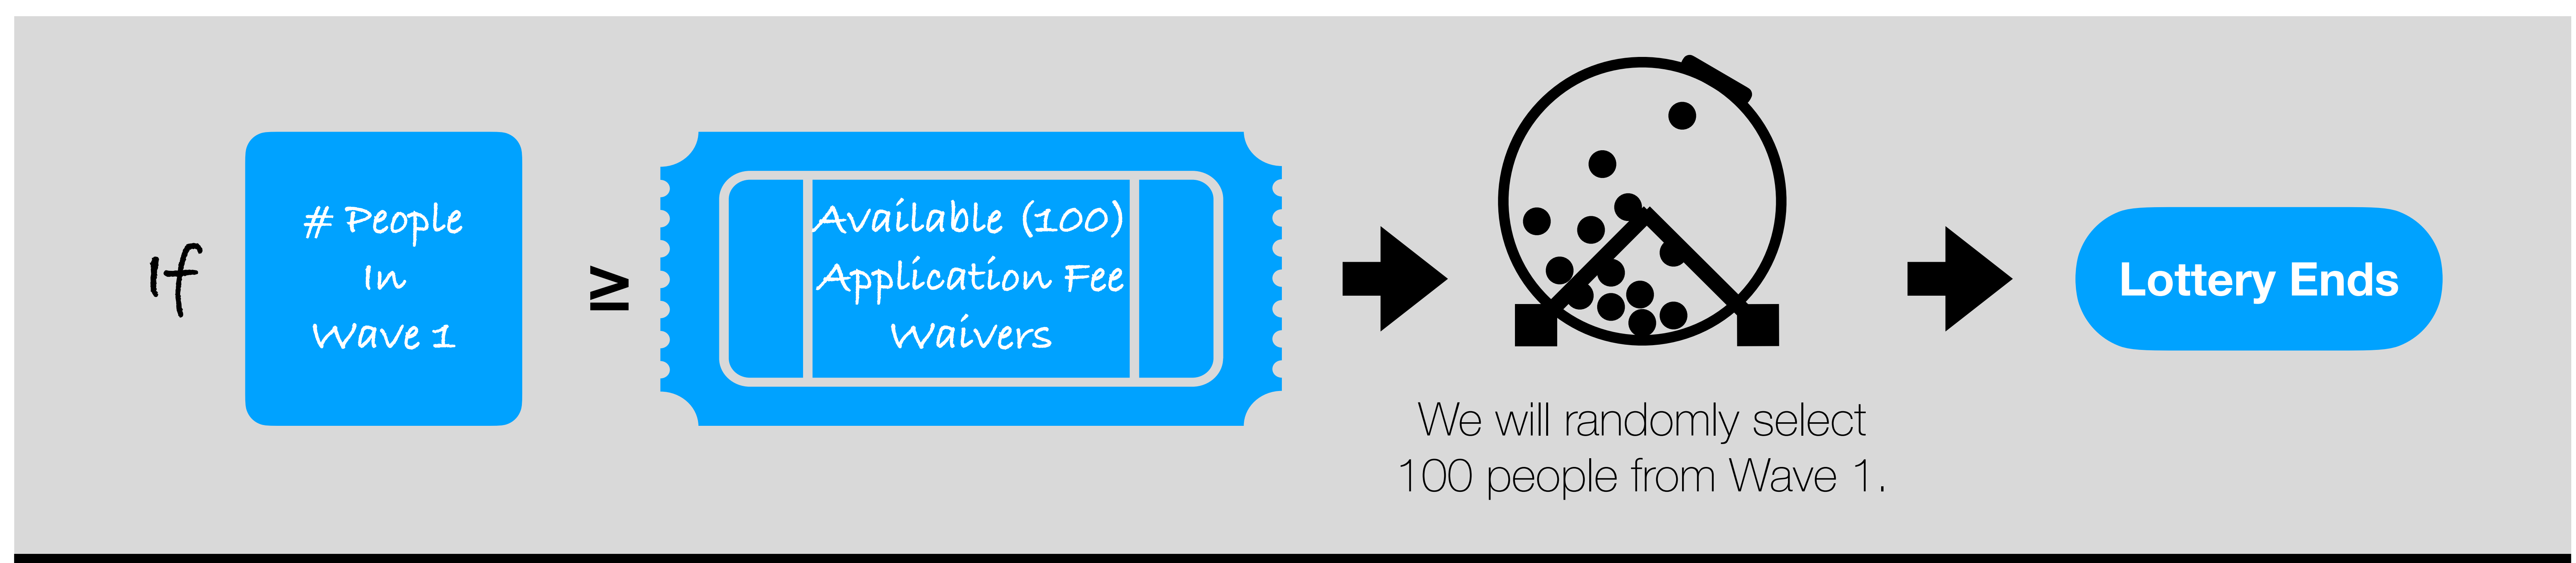 If
# People
In
Wave 1
≥
Available (100)
Application Fee
Waivers
We will randomly select
100 people from Wave 1.
Lottery Ends